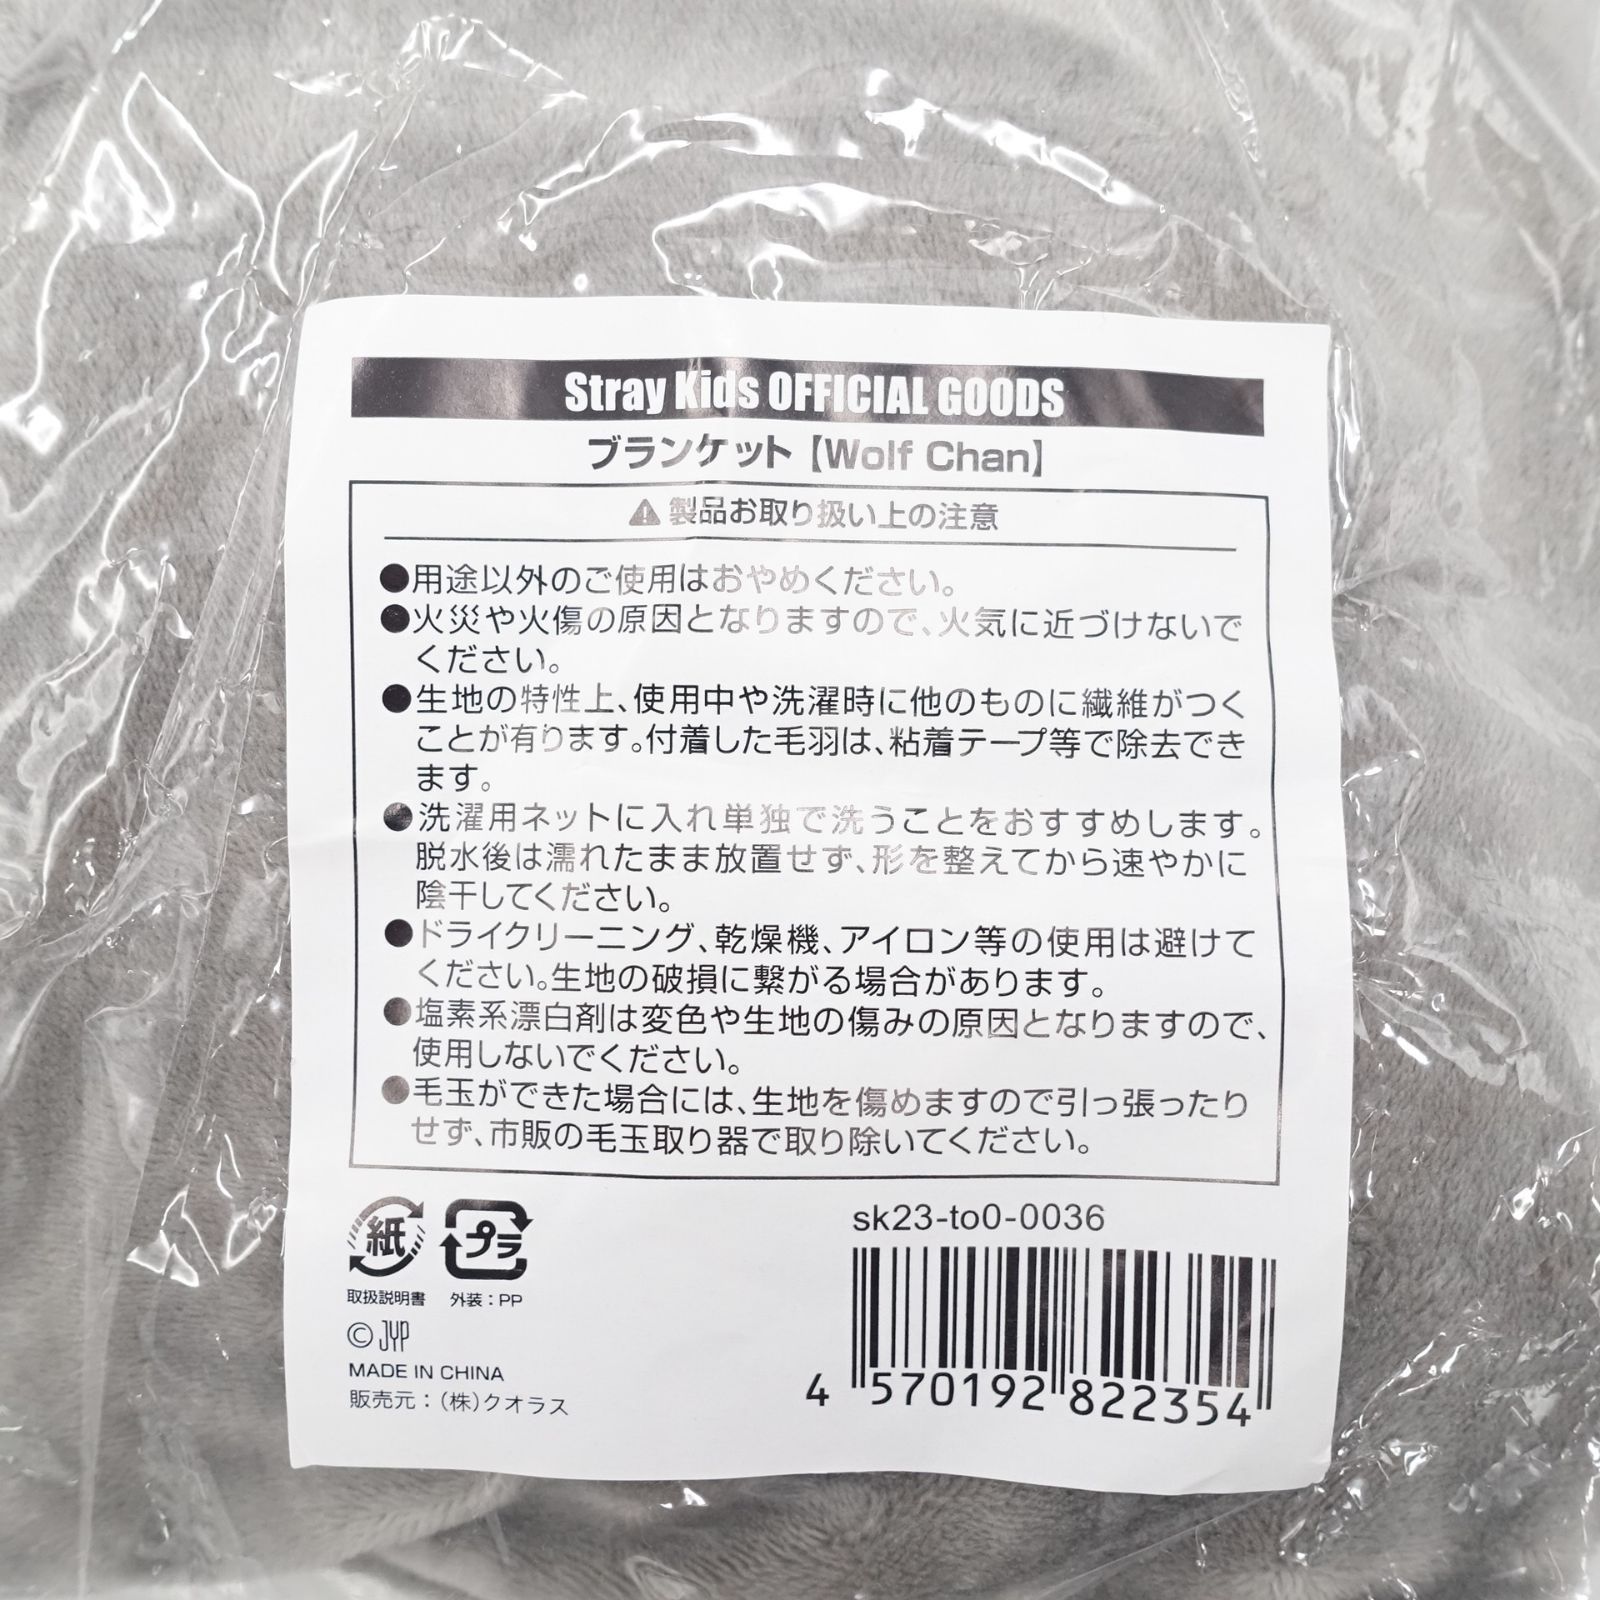 Stray Kids OFFICIAL GOODS
ブランケット【Wolf Chan】
⚠製品お取り扱い上の注意
●用途以外のご使用はおやめください。
●火災や火傷の原因となりますので、火気に近づけないで
ください。
●生地の特性上、使用中や洗濯時に他のものに繊維がつく
ことが有ります。付着した毛羽は、粘着テープ等で除去でき
ます。
●洗濯用ネットに入れ単独で洗うことをおすすめします。
脱水後は濡れたまま放置せず、形を整えてから速やかに
陰干してください。
●ドライクリーニング、乾燥機、アイロン等の使用は避けて
ください。生地の破損に繋がる場合があります。
●塩素系漂白剤は変色や生地の傷みの原因となりますので、
使用しないでください。
●毛玉ができた場合には、生地を傷めますので引っ張ったり
せず、市販の毛玉取り器で取り除いてください。
紙
取扱説明書
プラ
外装：PP
© JYP
MADE IN CHINA
販売元：(株)クオラス
sk23-to0-0036
4 570192 822354